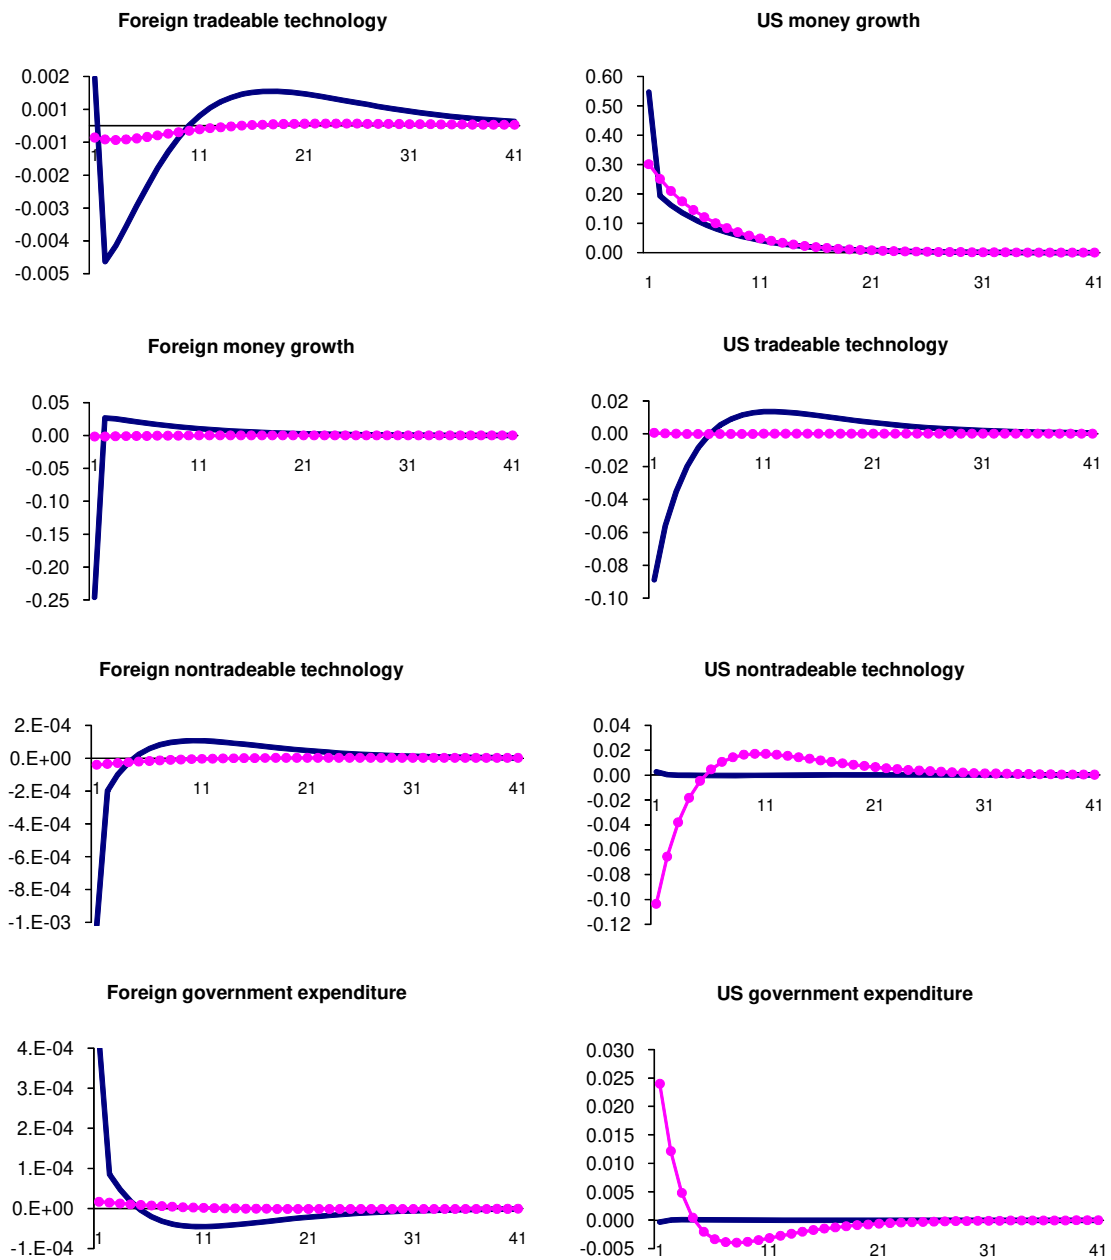 Foreign tradeable technology
0.002
0.001
-0.001
-0.002
-0.003
-0.004
-0.005
1 11 21 31 41
US money growth
0.60
0.50
0.40
0.30
0.20
0.10
0.00
1 11 21 31 41
Foreign money growth
0.05
0.00
-0.05
-0.10
-0.15
-0.20
-0.25
1 11 21 31 41
US tradeable technology
0.02
0.00
-0.02
-0.04
-0.06
-0.08
-0.10
1 11 21 31 41
Foreign nontradeable technology
2.E-04
0.E+00
-2.E-04
-4.E-04
-6.E-04
-8.E-04
-1.E-03
1 11 21 31 41
US nontradeable technology
0.04
0.02
0.00
-0.02
-0.04
-0.06
-0.08
-0.10
-0.12
1 11 21 31 41
Foreign government expenditure
4.E-04
3.E-04
2.E-04
1.E-04
0.E+00
-1.E-04
1 11 21 31 41
US government expenditure
0.030
0.025
0.020
0.015
0.010
0.005
0.000
-0.005
1 11 21 31 41